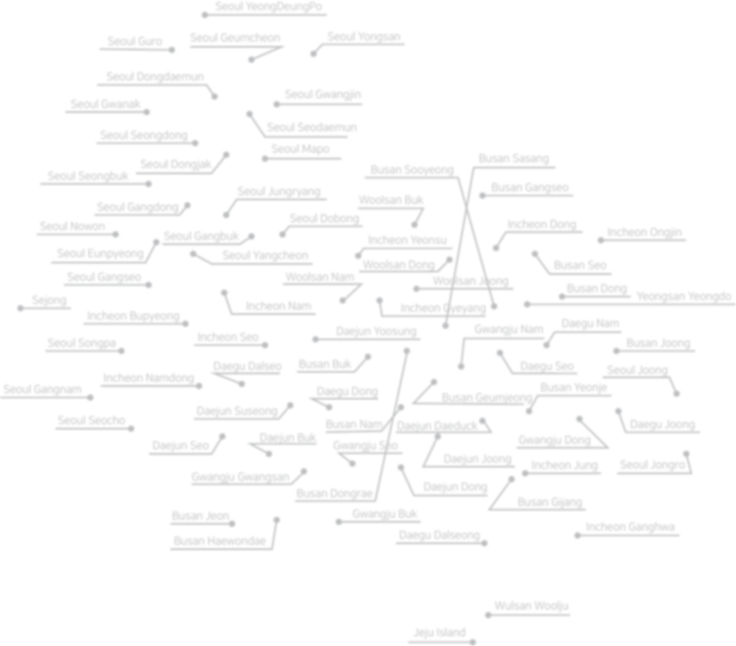 Seoul YeongDeungPo
Seoul Geumcheon
Seoul Yongsan
Seoul Guro
Seoul Dongdaemun
Seoul Gwangjin
Seoul Gwanak
Seoul Seodaemun
Seoul Seongdong
Seoul Mapo
Busan Sasang
Seoul Dongjak
Busan Sooyeong
Seoul Seongbuk
Busan Gangseo
Seoul Jungryang
Woolsan Buk
Seoul Gangdong
Seoul Dobong
Incheon Dong
Seoul Nowon
Seoul Gangbuk
Incheon Yeonsu
Incheon Ongjin
Seoul Eunpyeong
Seoul Yangcheon
Woolsan Dong
Busan Seo
Seoul Gangseo
Woolsan Nam
Woolsan Joong
Busan Dong
Sejong
Incheon Nam
Incheon Gyeyang
Yeongsan Yeongdo
Incheon Bupyeong
Daejun Yoosung
Gwangju Nam
Daegu Nam
Seoul Songpa
Incheon Seo
Busan Joong
Daegu Dalseo
Busan Buk
Daegu Seo
Seoul Joong
Incheon Namdong
Seoul Gangnam
Daegu Dong
Busan Geumjeong
Busan Yeonje
Daejun Suseong
Seoul Seocho
Busan Nam
Daejun Daeduck
Daegu Joong
Daejun Seo
Daejun Buk
Gwangju Seo
Gwangju Dong
Daejun Joong
Incheon Jung
Seoul Jongro
Gwangju Gwangsan
Busan Dongrae
Daejun Dong
Busan Gijang
Busan Jeon
Gwangju Buk
Incheon Ganghwa
Busan Haewondae
Daegu Dalseong
Wulsan Woolju
Jeju Island